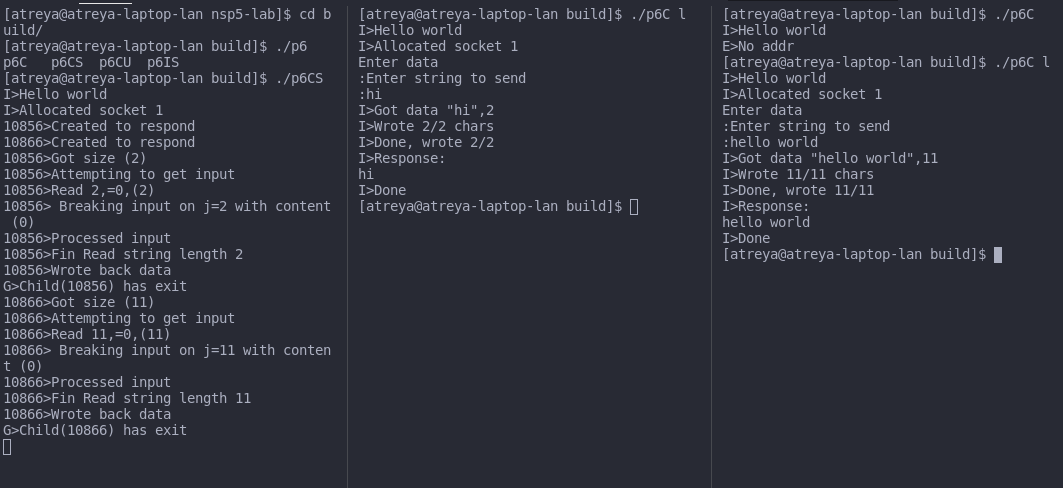 [atreya@atreya-laptop-lan nsp5-lab]$ cd b
uild/
[atreya@atreya-laptop-lan build]$ ./p6
p6C   p6CS  p6CU  p6IS
[atreya@atreya-laptop-lan build]$ ./p6CS
I>Hello world
I>Allocated socket 1
10856>Created to respond
10866>Created to respond
10856>Got size (2)
10856>Attempting to get input
10856>Read 2,=0,(2)
10856> Breaking input on j=2 with content
 (0)
10856>Processed input
10856>Fin Read string length 2
10856>Wrote back data
G>Child(10856) has exit
10866>Got size (11)
10866>Attempting to get input
10866>Read 11,=0,(11)
10866> Breaking input on j=11 with conten
t (0)
10866>Processed input
10866>Fin Read string length 11
10866>Wrote back data
G>Child(10866) has exit
[atreya@atreya-laptop-lan build]$ ./p6C l
I>Hello world
I>Allocated socket 1
Enter data
:Enter string to send
:hi
I>Got data "hi",2
I>Wrote 2/2 chars
I>Done, wrote 2/2
I>Response:
hi
I>Done
[atreya@atreya-laptop-lan build]$
[atreya@atreya-laptop-lan build]$ ./p6C
I>Hello world
E>No addr
[atreya@atreya-laptop-lan build]$ ./p6C l
I>Hello world
I>Allocated socket 1
Enter data
:Enter string to send
:hello world
I>Got data "hello world",11
I>Wrote 11/11 chars
I>Done, wrote 11/11
I>Response:
hello world
I>Done
[atreya@atreya-laptop-lan build]$